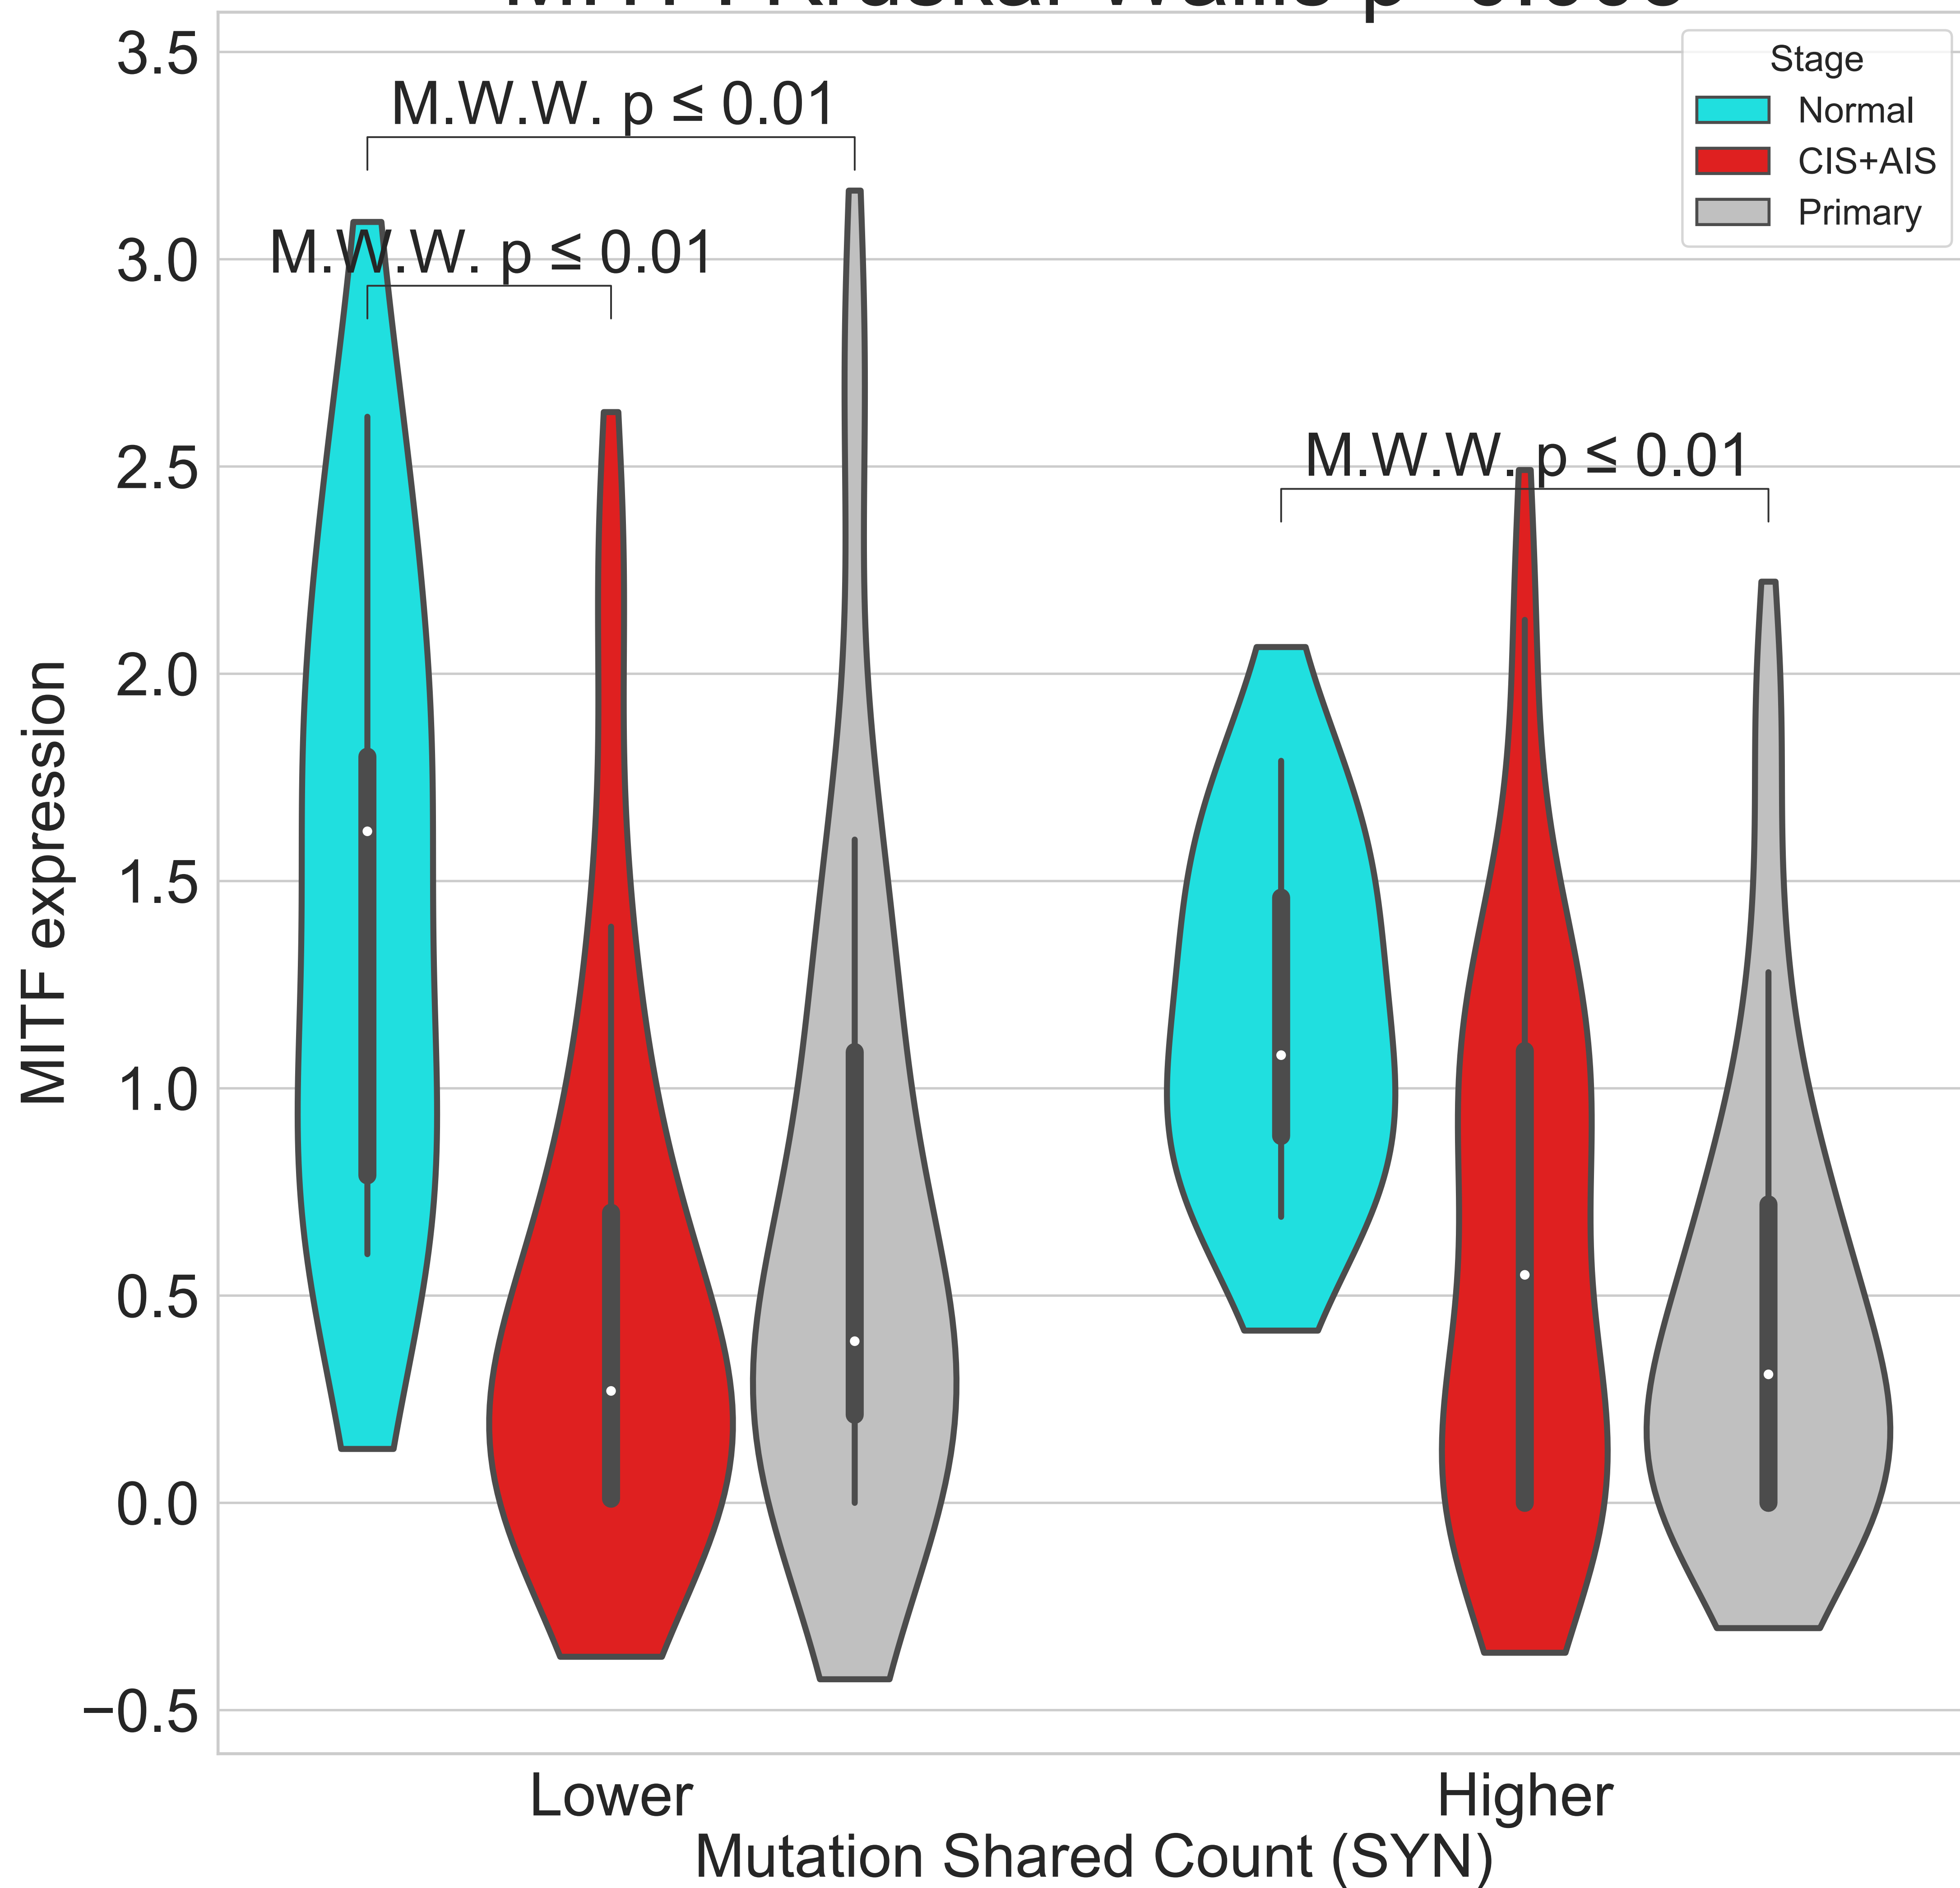 3.5
3.0
2.5
2.0
1.5
1.0
0.5
0.0
−0.5
MITF expression
M.W.W. p ≤ 0.01
M.W.W. p ≤ 0.01
M.W.W. p ≤ 0.01
Stage
Normal
CIS+AIS
Primary
Lower
Higher
Mutation Shared Count (SYN)